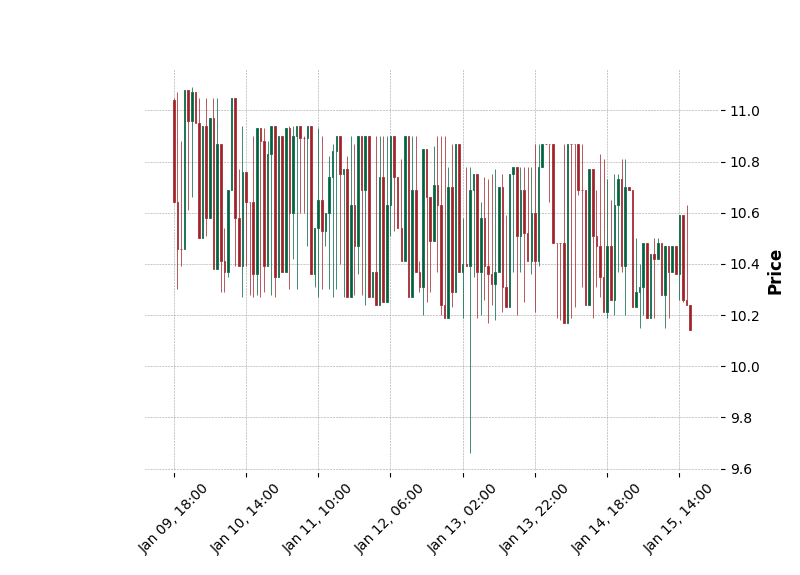 11.0
10.8
10.6
10.4
10.2
10.0
9.8
9.6
Price
Jan 09, 18:00
Jan 10, 14:00
Jan 11, 10:00
Jan 12, 06:00
Jan 13, 02:00
Jan 13, 22:00
Jan 14, 18:00
Jan 15, 14:00